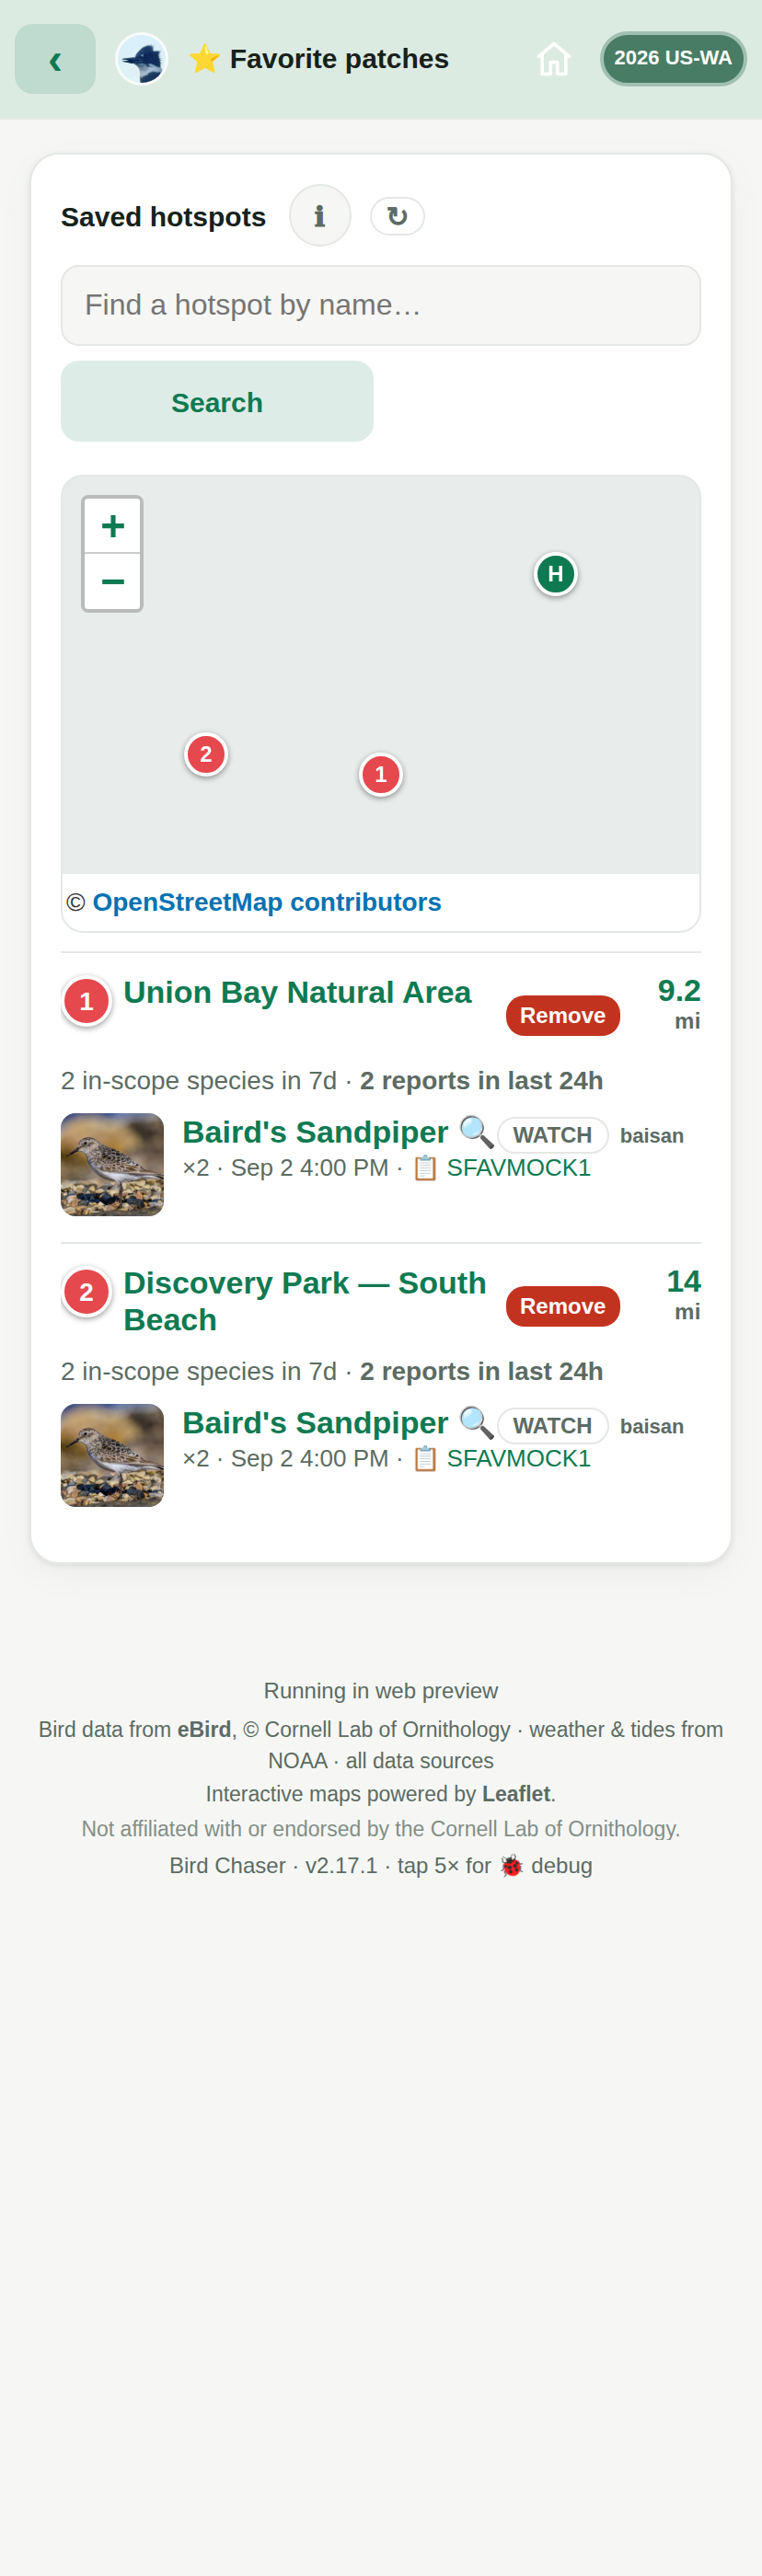 ‹ ⭐ Favorite patches 2026 US-WA
Saved hotspots ℹ ↻
Find a hotspot by name…
Search
+
−
H
2
1
© OpenStreetMap contributors
1 Union Bay Natural Area Remove 9.2 mi
2 in-scope species in 7d · 2 reports in last 24h
Baird's Sandpiper 🔍 WATCH baisan
×2 · Sep 2 4:00 PM · 📋 SFAVMOCK1
2 Discovery Park — South Remove 14 mi
Beach
2 in-scope species in 7d · 2 reports in last 24h
Baird's Sandpiper 🔍 WATCH baisan
×2 · Sep 2 4:00 PM · 📋 SFAVMOCK1
Running in web preview
Bird data from eBird, © Cornell Lab of Ornithology · weather & tides from
NOAA · all data sources
Interactive maps powered by Leaflet.
Not affiliated with or endorsed by the Cornell Lab of Ornithology.
Bird Chaser · v2.17.1 · tap 5× for 🐞 debug